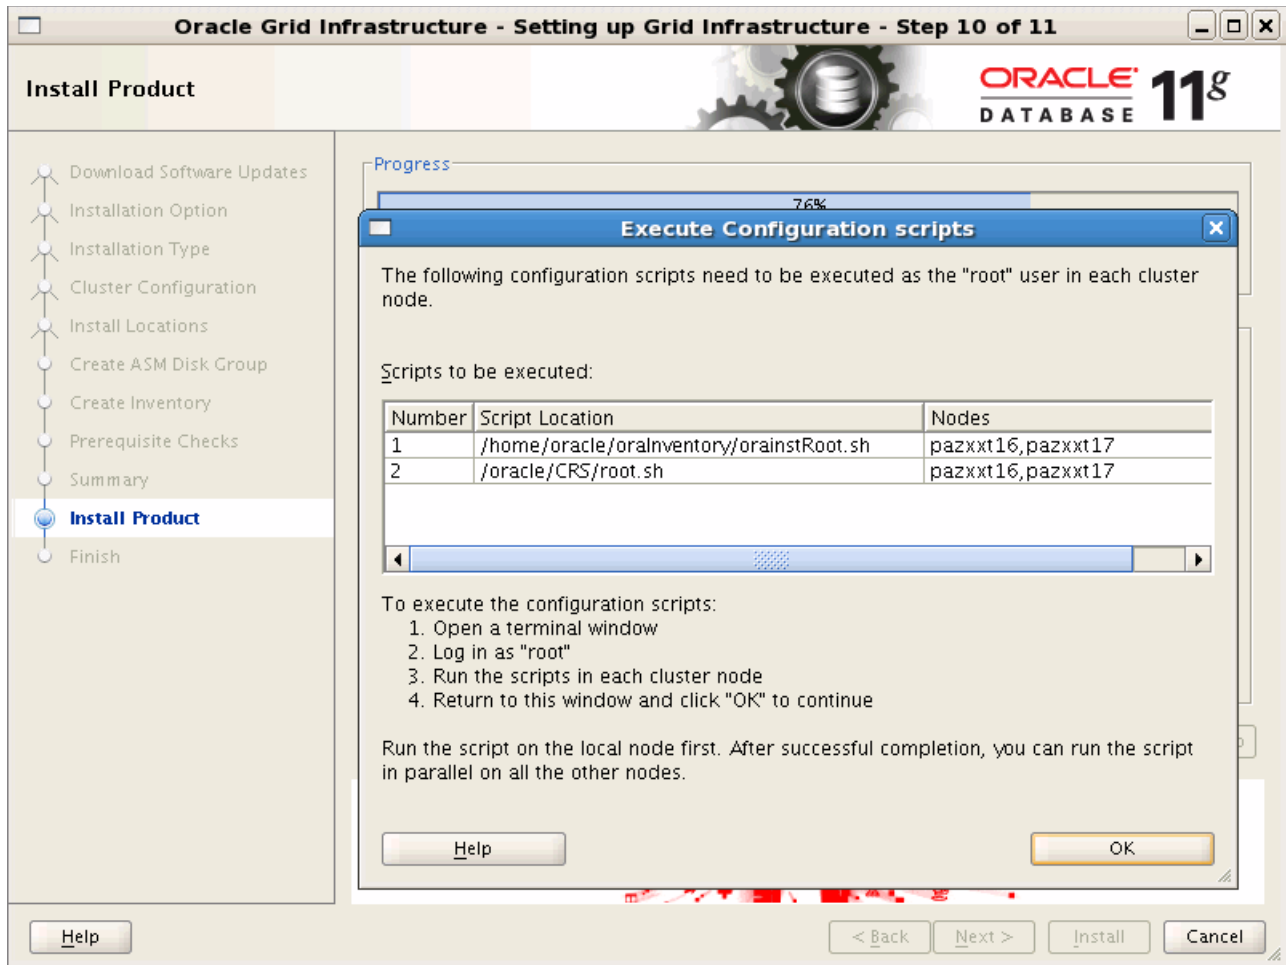 Oracle Grid Infrastructure - Setting up Grid Infrastructure - Step 10 of 11
Install Product
ORACLE
DATABASE
11g
Download Software Updates
Installation Option
Installation Type
Cluster Configuration
Install Locations
Create ASM Disk Group
Create Inventory
Prerequisite Checks
Summary
Install Product
Finish
Progress
76%
Execute Configuration scripts
The following configuration scripts need to be executed as the "root" user in each cluster
node.
Scripts to be executed:
Number Script Location Nodes
1 /home/oracle/oraInventory/orainstRoot.sh pazxxt16,pazxxt17
2 /oracle/CRS/root.sh pazxxt16,pazxxt17
To execute the configuration scripts:
1. Open a terminal window
2. Log in as "root"
3. Run the scripts in each cluster node
4. Return to this window and click "OK" to continue
Run the script on the local node first. After successful completion, you can run the script
in parallel on all the other nodes.
Help
OK
Help
< Back
Next >
Install
Cancel